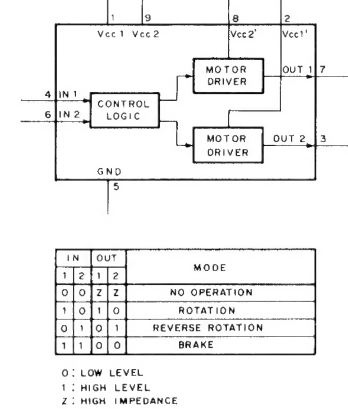 1 9 8 2
Vcc 1 Vcc 2 Vcc2' Vcc1'
MOTOR DRIVER OUT 1 7
4 IN 1
CONTROL LOGIC
6 IN 2
MOTOR DRIVER OUT 2 3
GND
5
IN OUT MODE
1 2 1 2
0 0 Z Z NO OPERATION
1 0 1 0 ROTATION
0 1 0 1 REVERSE ROTATION
1 1 0 0 BRAKE
0 : LOW LEVEL
1 : HIGH LEVEL
Z : HIGH IMPEDANCE